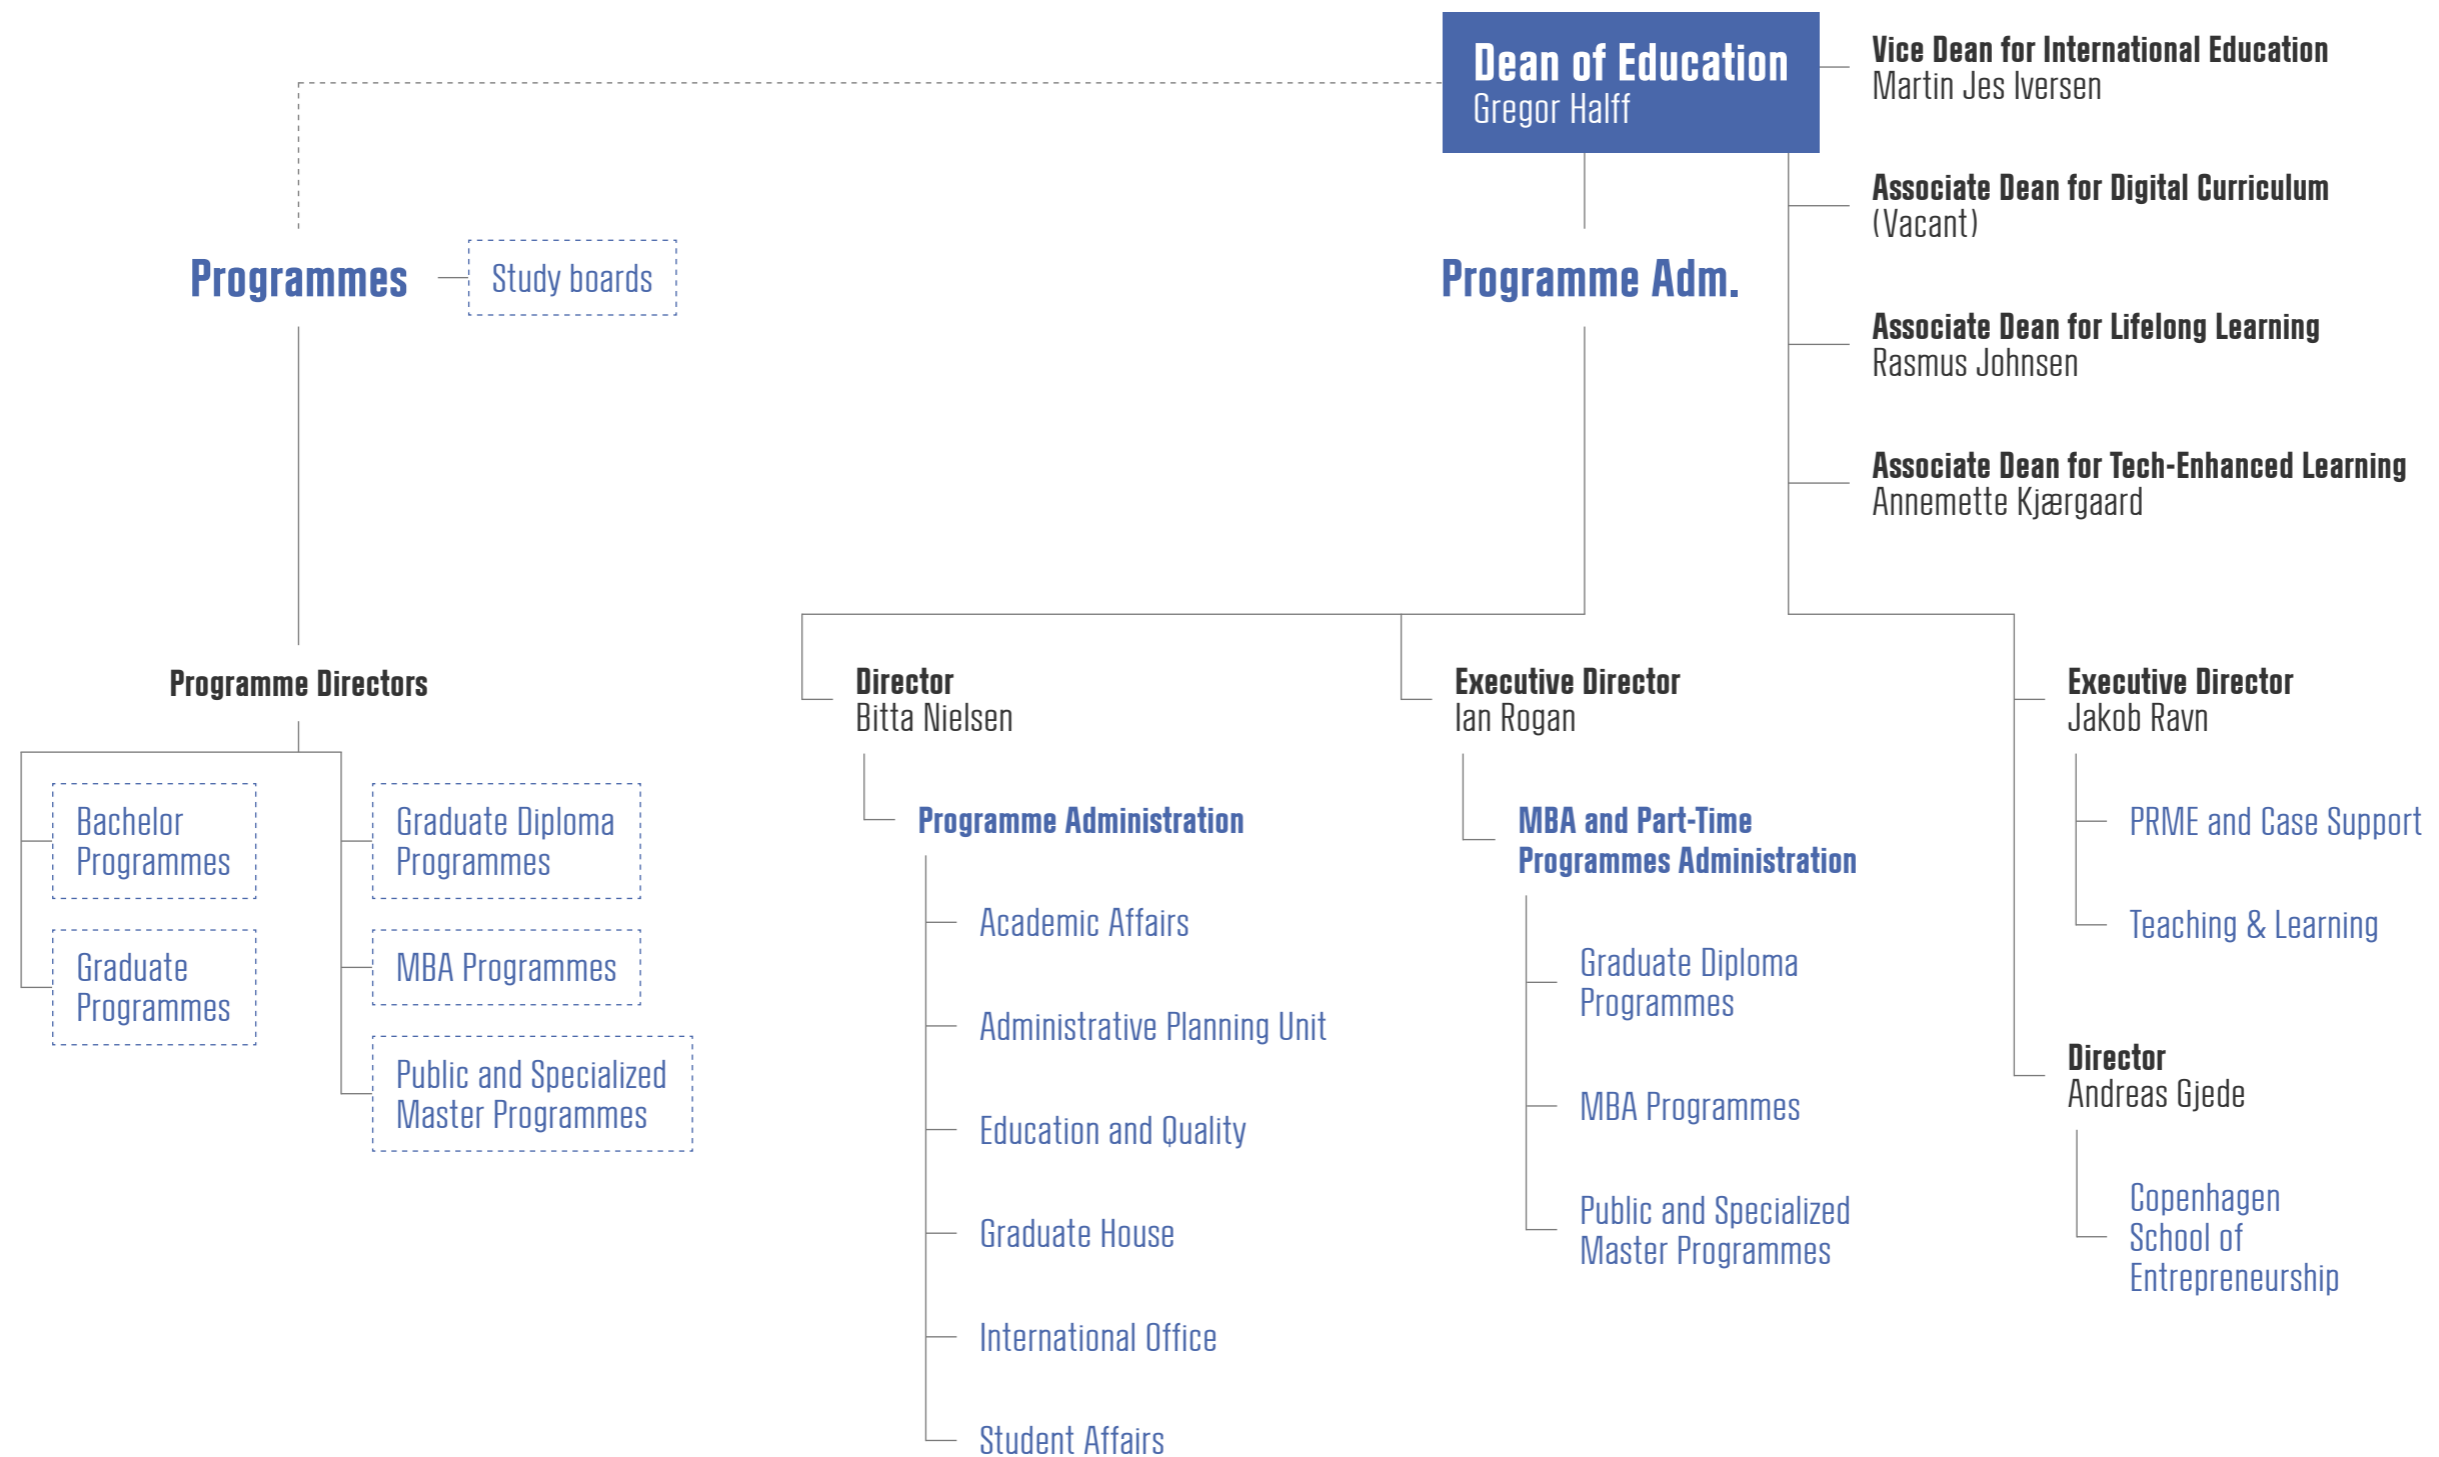 Dean of Education
Gregor Halff
Vice Dean for International Education
Martin Jes Iversen
Associate Dean for Digital Curriculum
(Vacant)
Associate Dean for Lifelong Learning
Rasmus Johnsen
Associate Dean for Tech-Enhanced Learning
Annemette Kjærgaard
Programmes
Study boards
Programme Adm.
Programme Directors
Bachelor
Programmes
Graduate
Programmes
Graduate Diploma
Programmes
MBA Programmes
Public and Specialized
Master Programmes
Director
Bitta Nielsen
Programme Administration
Academic Affairs
Administrative Planning Unit
Education and Quality
Graduate House
International Office
Student Affairs
Executive Director
Ian Rogan
MBA and Part-Time
Programmes Administration
Graduate Diploma
Programmes
MBA Programmes
Public and Specialized
Master Programmes
Executive Director
Jakob Ravn
PRME and Case Support
Teaching & Learning
Director
Andreas Gjede
Copenhagen
School of
Entrepreneurship